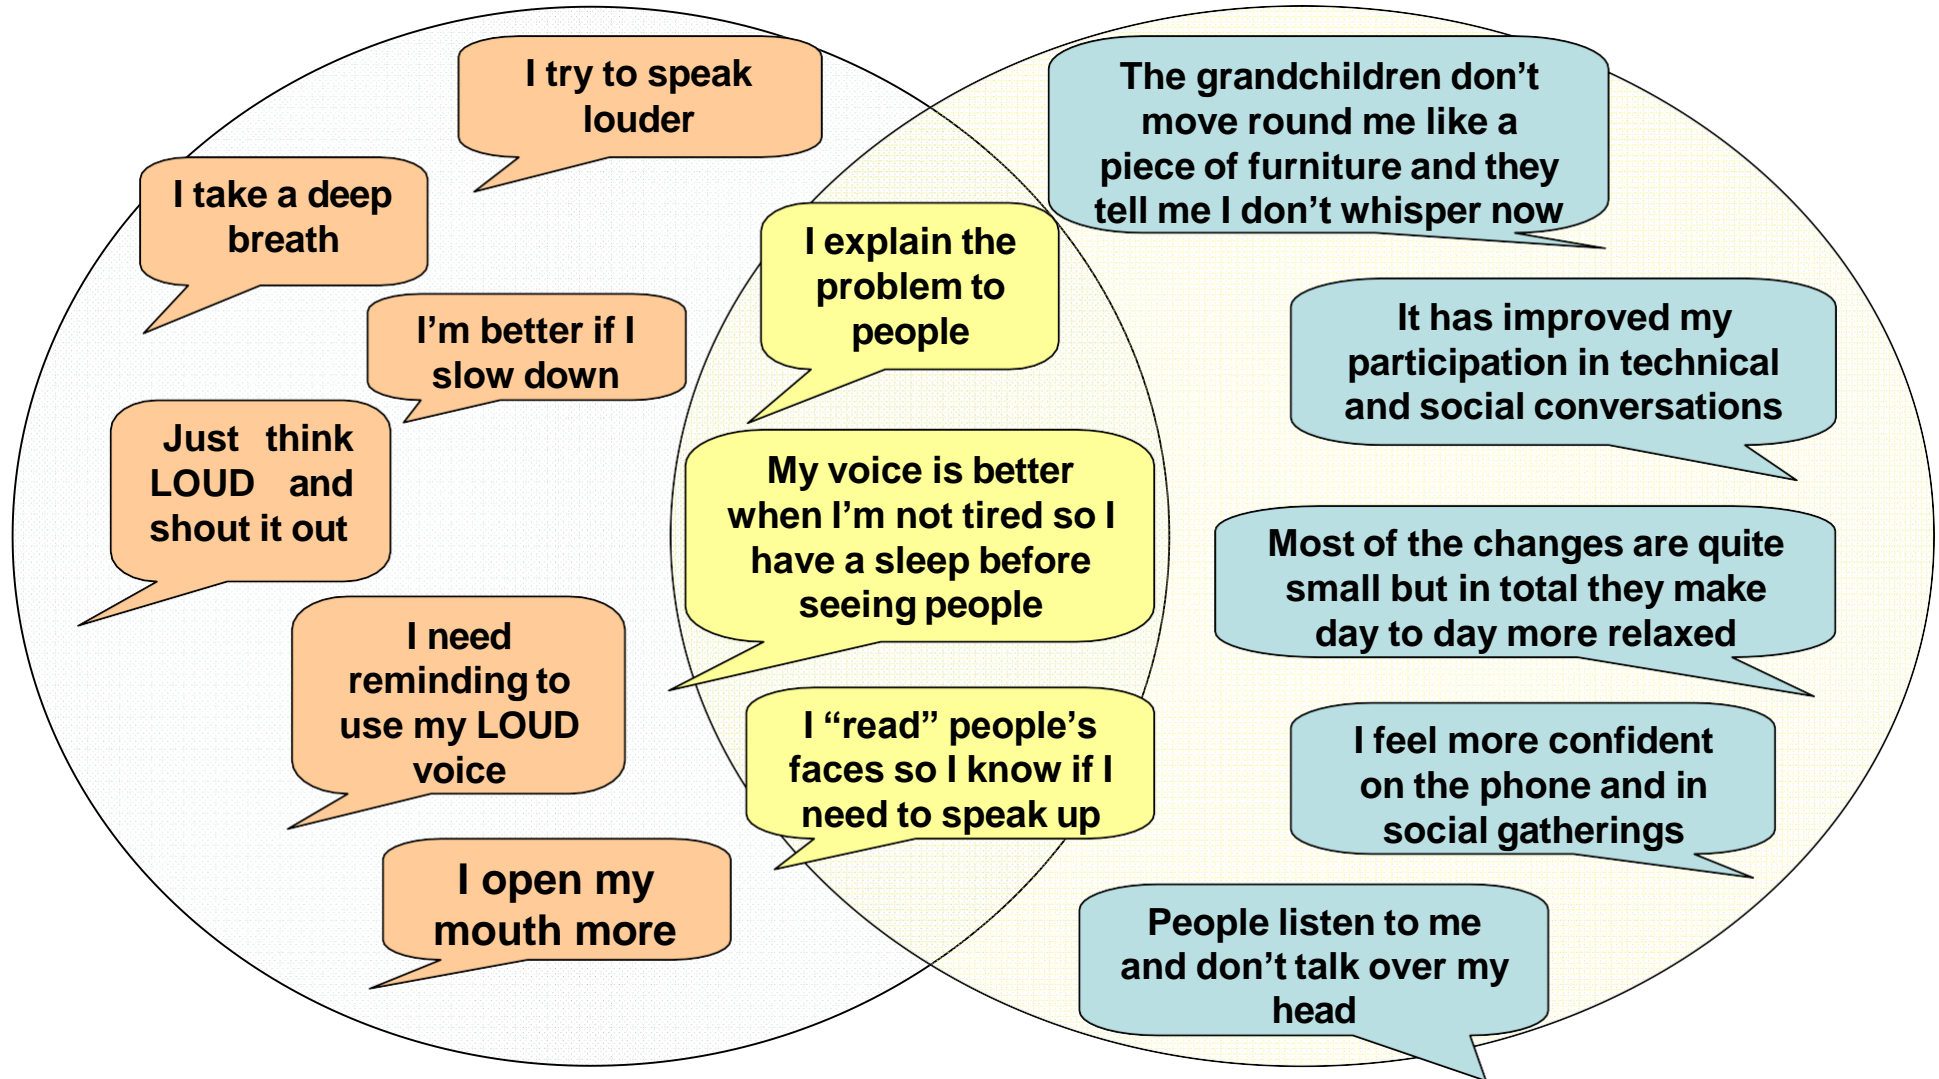 I try to speak
louder
I take a deep
breath
I’m better if I
slow down
Just think
LOUD and
shout it out
I need
reminding to
use my LOUD
voice
I open my
mouth more
I explain the
problem to
people
My voice is better
when I’m not tired so I
have a sleep before
seeing people
I “read” people’s
faces so I know if I
need to speak up
The grandchildren don’t
move round me like a
piece of furniture and they
tell me I don’t whisper now
It has improved my
participation in technical
and social conversations
Most of the changes are quite
small but in total they make
day to day more relaxed
I feel more confident
on the phone and in
social gatherings
People listen to me
and don’t talk over my
head